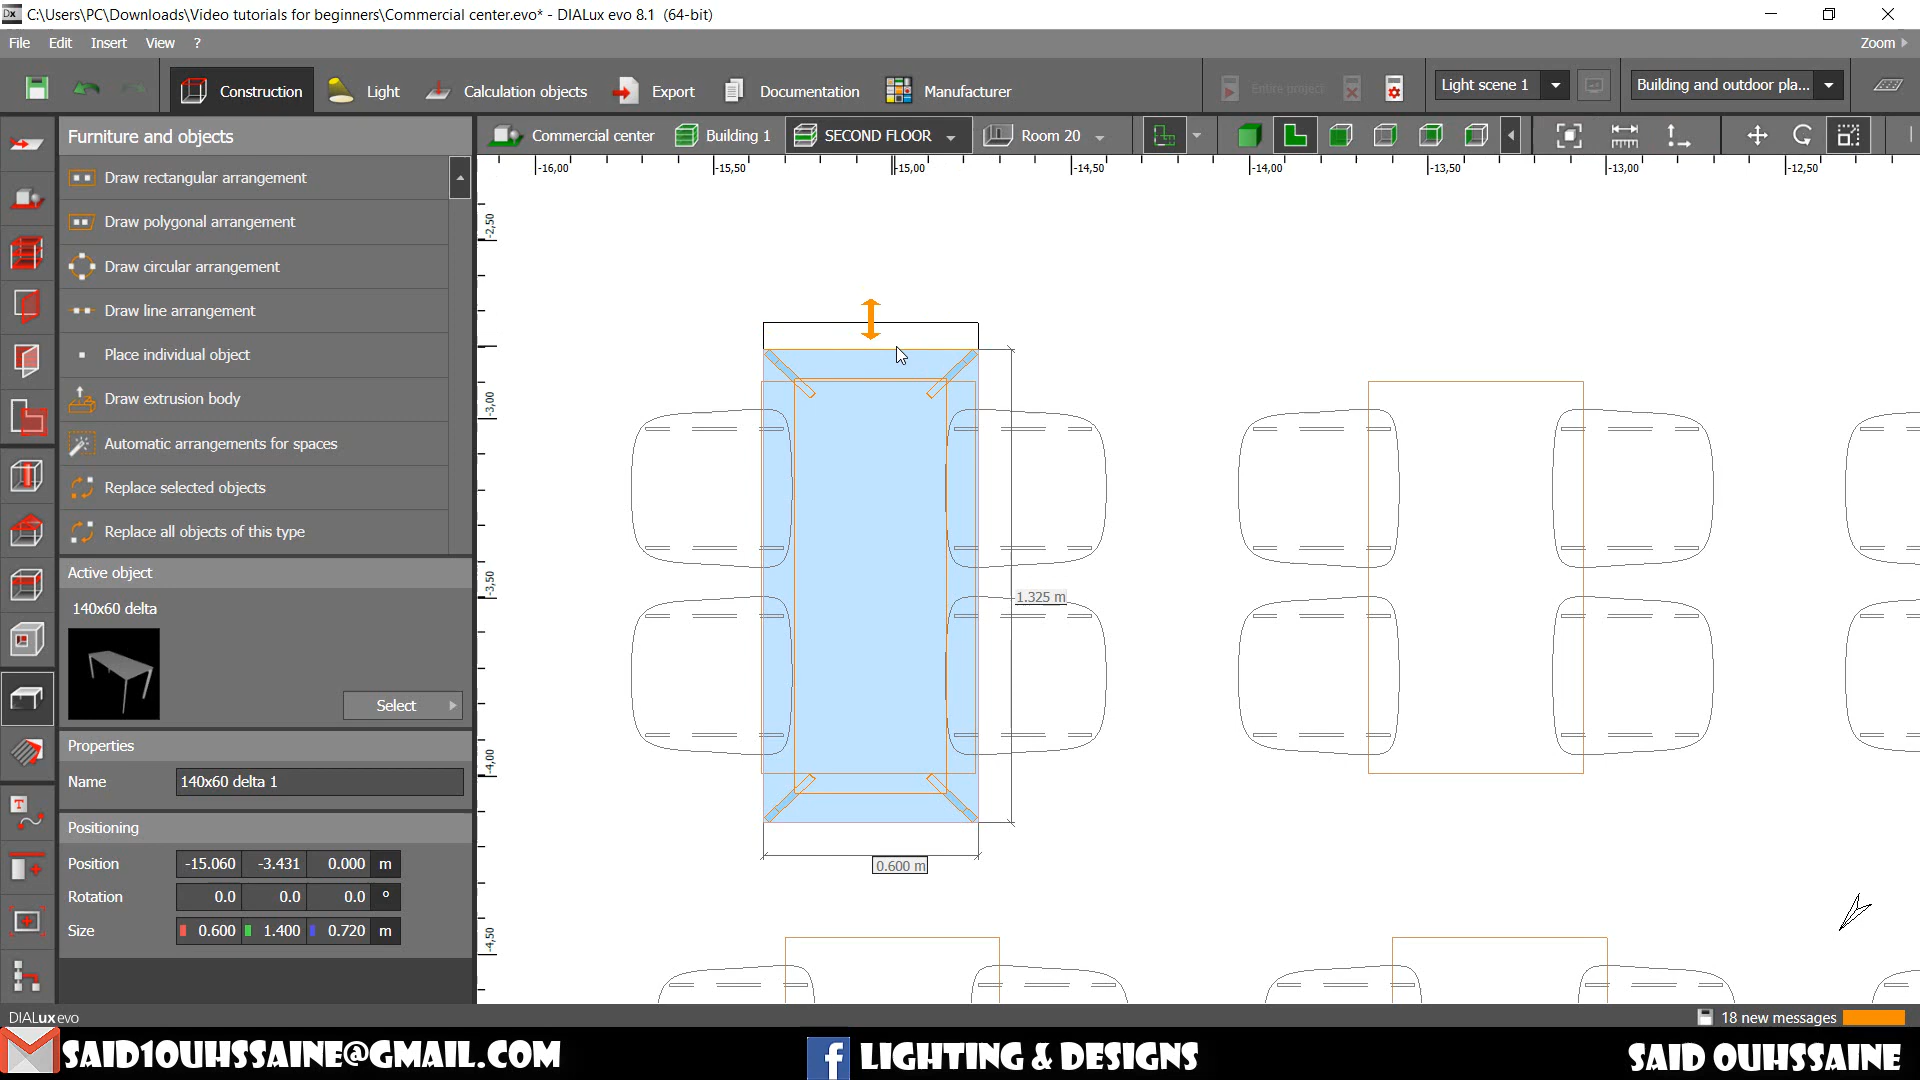 C:\Users\PC\Downloads\Video tutorials for beginners\Commercial center.evo* - DIALux evo 8.1  (64-bit)
File Edit Insert View ? Zoom
Construction Light Calculation objects Export Documentation Manufacturer Entire project Light scene 1 Building and outdoor pla...
Furniture and objects
Commercial center Building 1 SECOND FLOOR Room 20
-16,00 -15,50 -15,00 -14,50 -14,00 -13,50 -13,00 -12,50
Draw rectangular arrangement
Draw polygonal arrangement
Draw circular arrangement
Draw line arrangement
Place individual object
Draw extrusion body
Automatic arrangements for spaces
Replace selected objects
Replace all objects of this type
-2,50
-3,00
-3,50
-4,00
-4,50
1.325 m
0.600 m
Active object
140x60 delta
Select
Properties
Name 140x60 delta 1
Positioning
Position -15.060 -3.431 0.000 m
Rotation 0.0 0.0 0.0 °
Size 0.600 1.400 0.720 m
DIALux evo
18 new messages
SAID1OUHSSAINE@GMAIL.COM
LIGHTING & DESIGNS
SAID OUHSSAINE